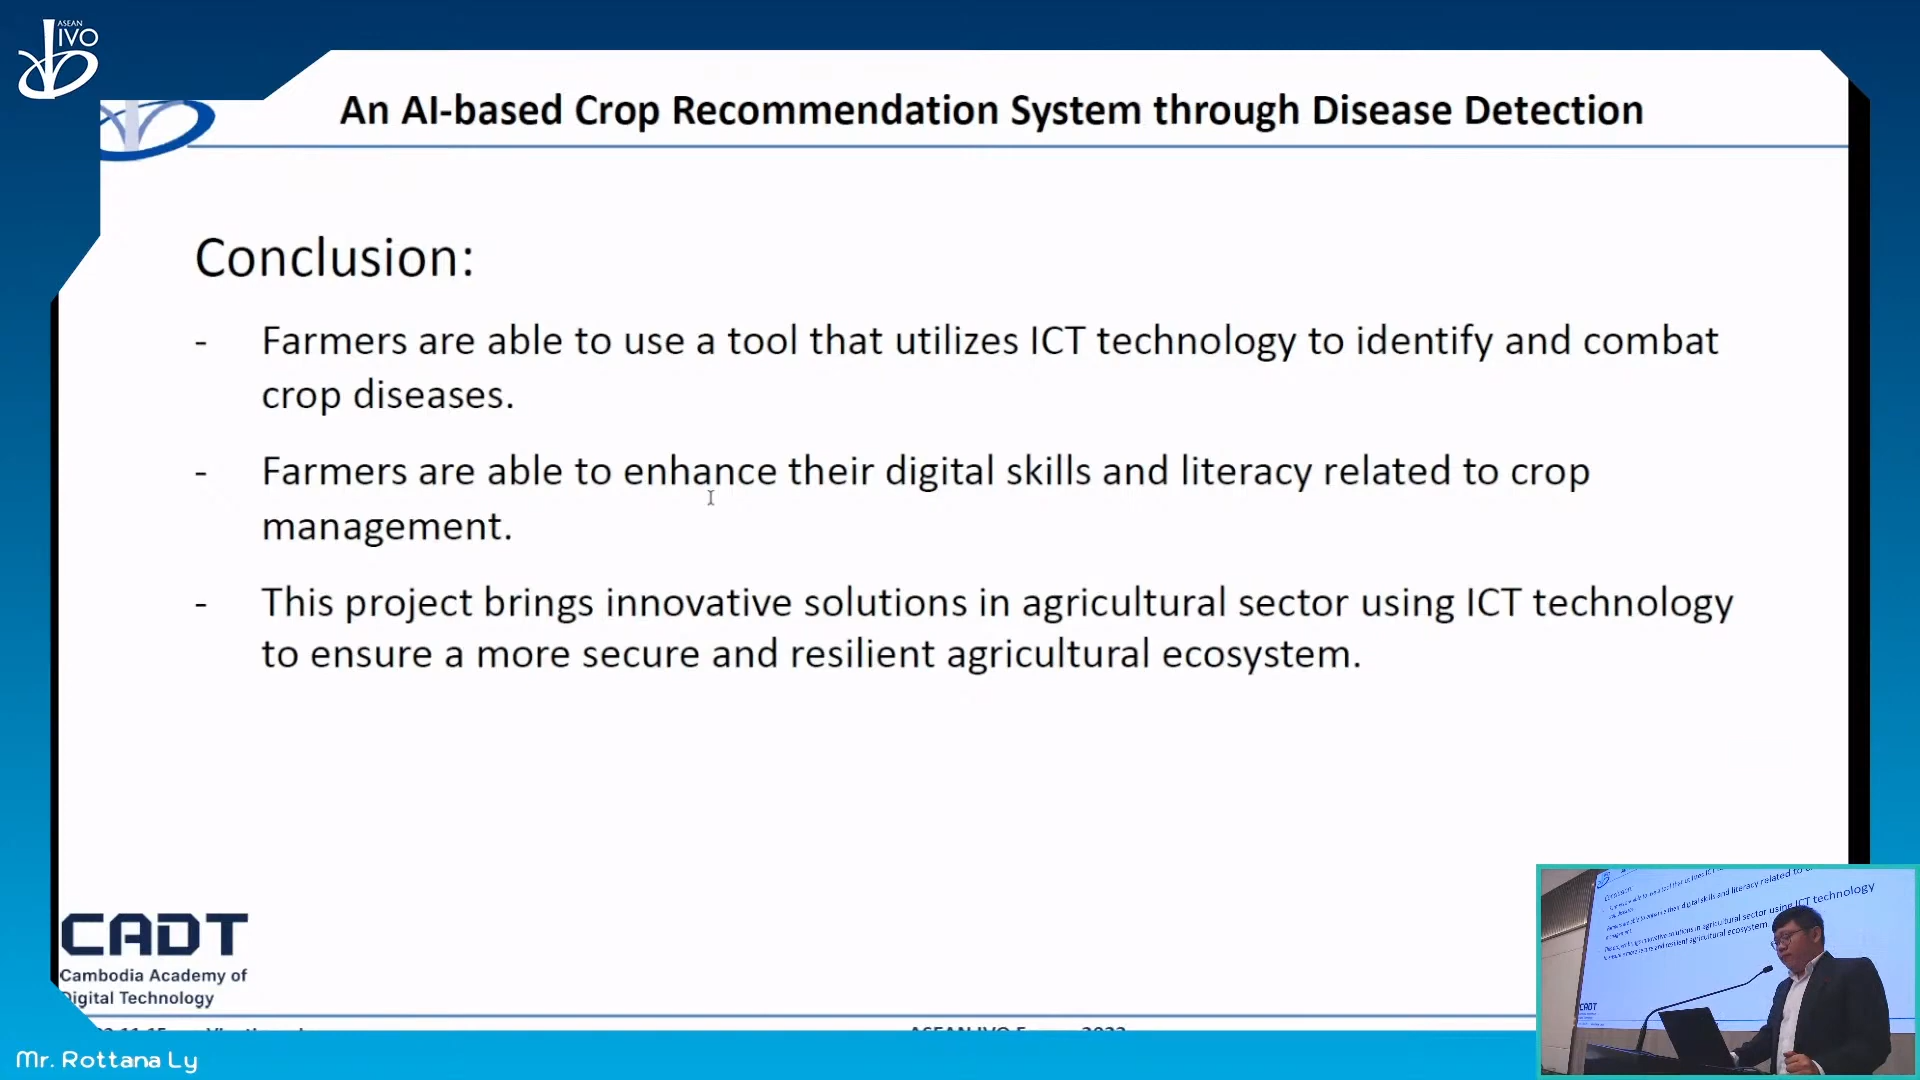 ASEAN
IVO
An AI-based Crop Recommendation System through Disease Detection
Conclusion:
- Farmers are able to use a tool that utilizes ICT technology to identify and combat
crop diseases.
- Farmers are able to enhance their digital skills and literacy related to crop
management.
- This project brings innovative solutions in agricultural sector using ICT technology
to ensure a more secure and resilient agricultural ecosystem.
CADT
Cambodia Academy of
Digital Technology
Mr. Rottana Ly